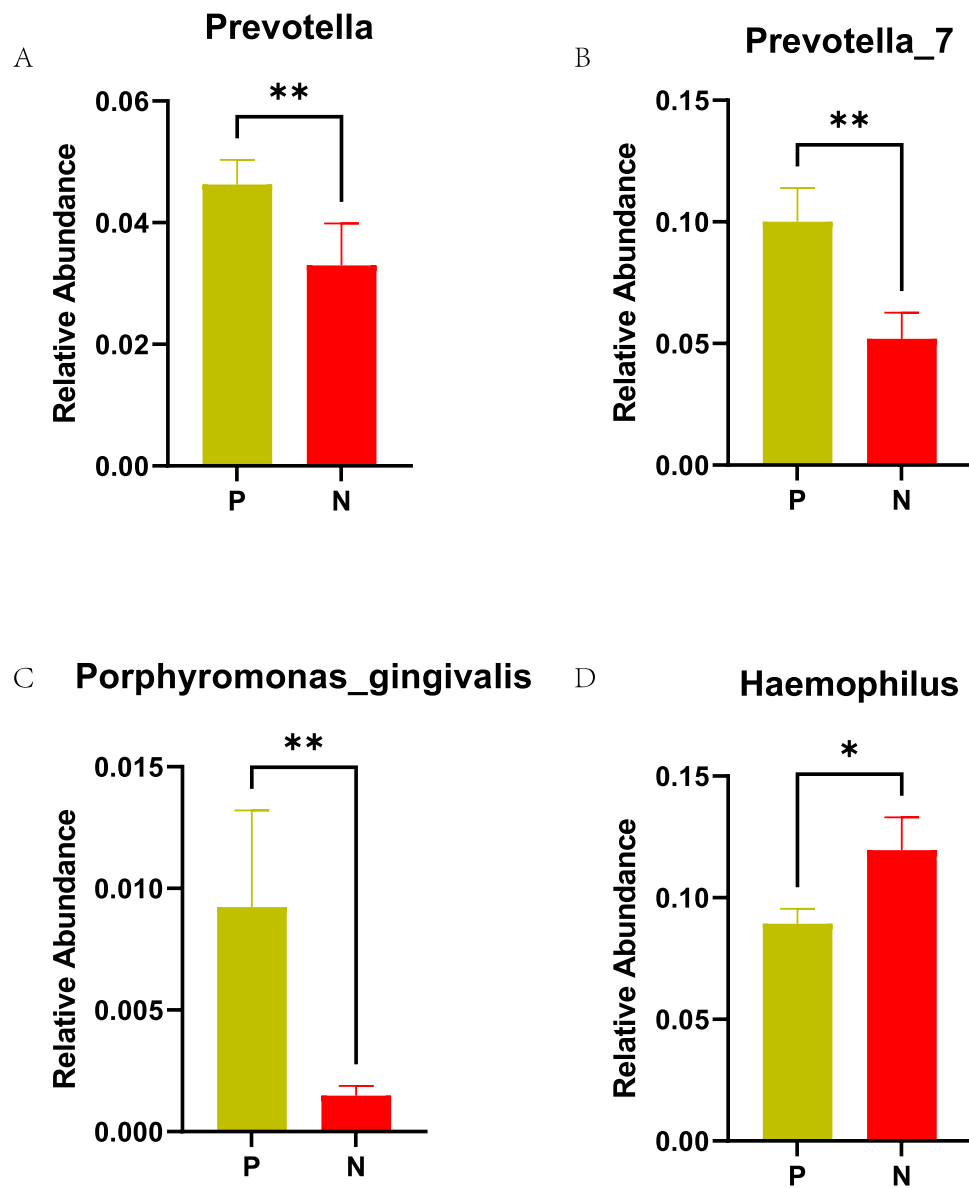 A
Prevotella
**
0.06
0.04
0.02
0.00
Relative Abundance
P N
B
Prevotella_7
**
0.15
0.10
0.05
0.00
Relative Abundance
P N
C
Porphyromonas_gingivalis
**
0.015
0.010
0.005
0.000
Relative Abundance
P N
D
Haemophilus
*
0.15
0.10
0.05
0.00
Relative Abundance
P N